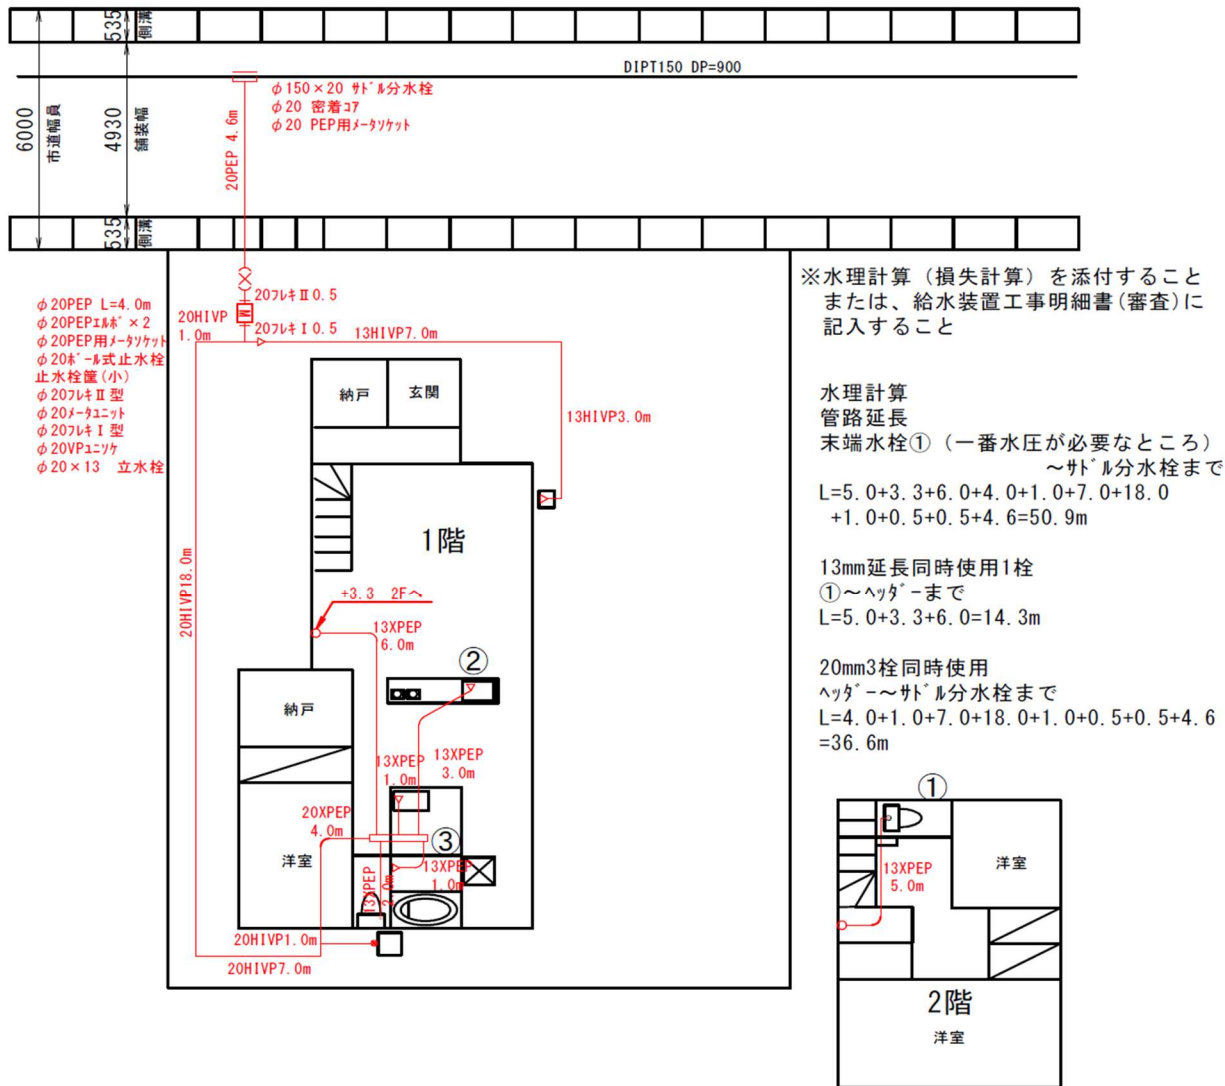 535
側溝
DIPT150 DP=900
6000
市道幅員
4930
舗装幅
20PEP 4.6m
φ150×20 ｻﾄﾞﾙ分水栓
φ20 密着ｺｱ
φ20 PEP用ﾒｰﾀｿｹｯﾄ
535
側溝
φ20PEP L=4.0m
φ20PEPｴﾙﾎﾞ×2
φ20PEP用ﾒｰﾀｿｹｯﾄ
φ20ﾎﾞｰﾙ式止水栓
止水栓筐(小)
φ20ﾌﾚｷⅡ型
φ20ﾒｰﾀﾕﾆｯﾄ
φ20ﾌﾚｷⅠ型
φ20VPﾕﾆｿｹ
φ20×13 立水栓
20HIVP
1.0m
20ﾌﾚｷⅡ0.5
M
20ﾌﾚｷⅠ0.5
13HIVP7.0m
13HIVP3.0m
納戸
玄関
1階
20HIVP18.0m
+3.3 2Fへ
13XPEP
6.0m
②
納戸
13XPEP
1.0m
13XPEP
3.0m
20XPEP
4.0m
③
洋室
13XPEP
1.0m
13XPEP
3.0m
20HIVP1.0m
20HIVP7.0m
※水理計算（損失計算）を添付すること
または、給水装置工事明細書(審査)に
記入すること
水理計算
管路延長
末端水栓①（一番水圧が必要なところ）
～ｻﾄﾞﾙ分水栓まで
L=5.0+3.3+6.0+4.0+1.0+7.0+18.0
+1.0+0.5+0.5+4.6=50.9m
13mm延長同時使用1栓
①～ﾍｯﾀﾞｰまで
L=5.0+3.3+6.0=14.3m
20mm3栓同時使用
ﾍｯﾀﾞｰ～ｻﾄﾞﾙ分水栓まで
L=4.0+1.0+7.0+18.0+1.0+0.5+0.5+4.6
=36.6m
①
13XPEP
5.0m
洋室
2階
洋室